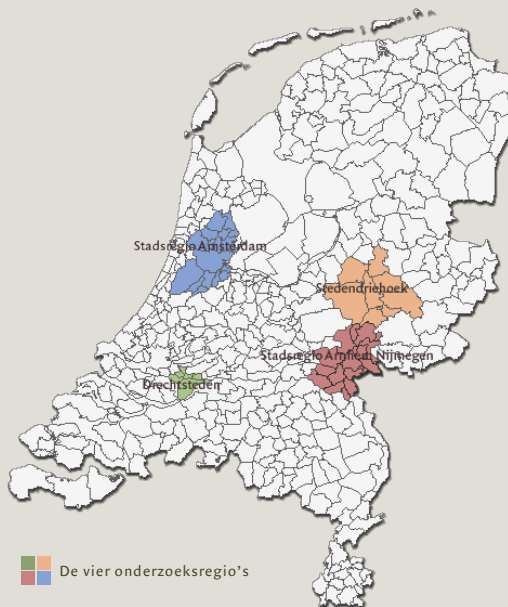 Stadsregio Amsterdam
Stedendriehoek
Stadsregio Arnhem Nijmegen
Drechtsteden
De vier onderzoeksregio's